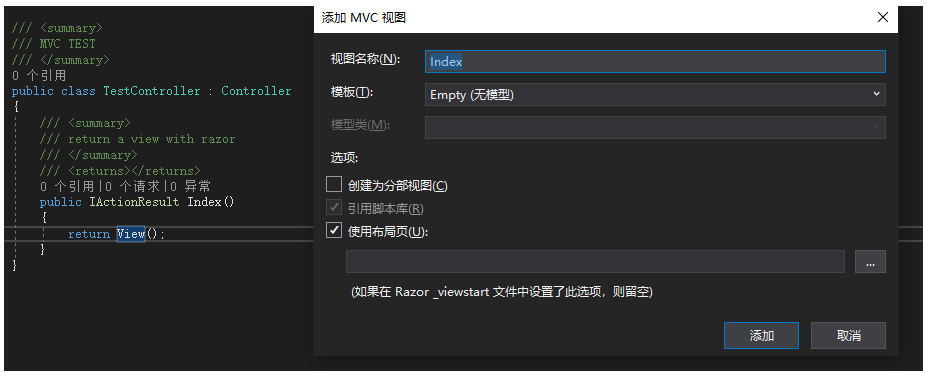 /// <summary>
/// MVC TEST
/// </summary>
0 个引用
public class TestController : Controller
{
/// <summary>
/// return a view with razor
/// </summary>
/// <returns></returns>
0 个引用|0 个请求|0 异常
public IActionResult Index()
{
return View();
}
}
添加 MVC 视图
视图名称(N):
Index
模板(T):
Empty (无模型)
模型类(M):
选项:
创建为分部视图(C)
引用脚本库(R)
使用布局页(U):
...
(如果在 Razor _viewstart 文件中设置了此选项，则留空)
添加
取消